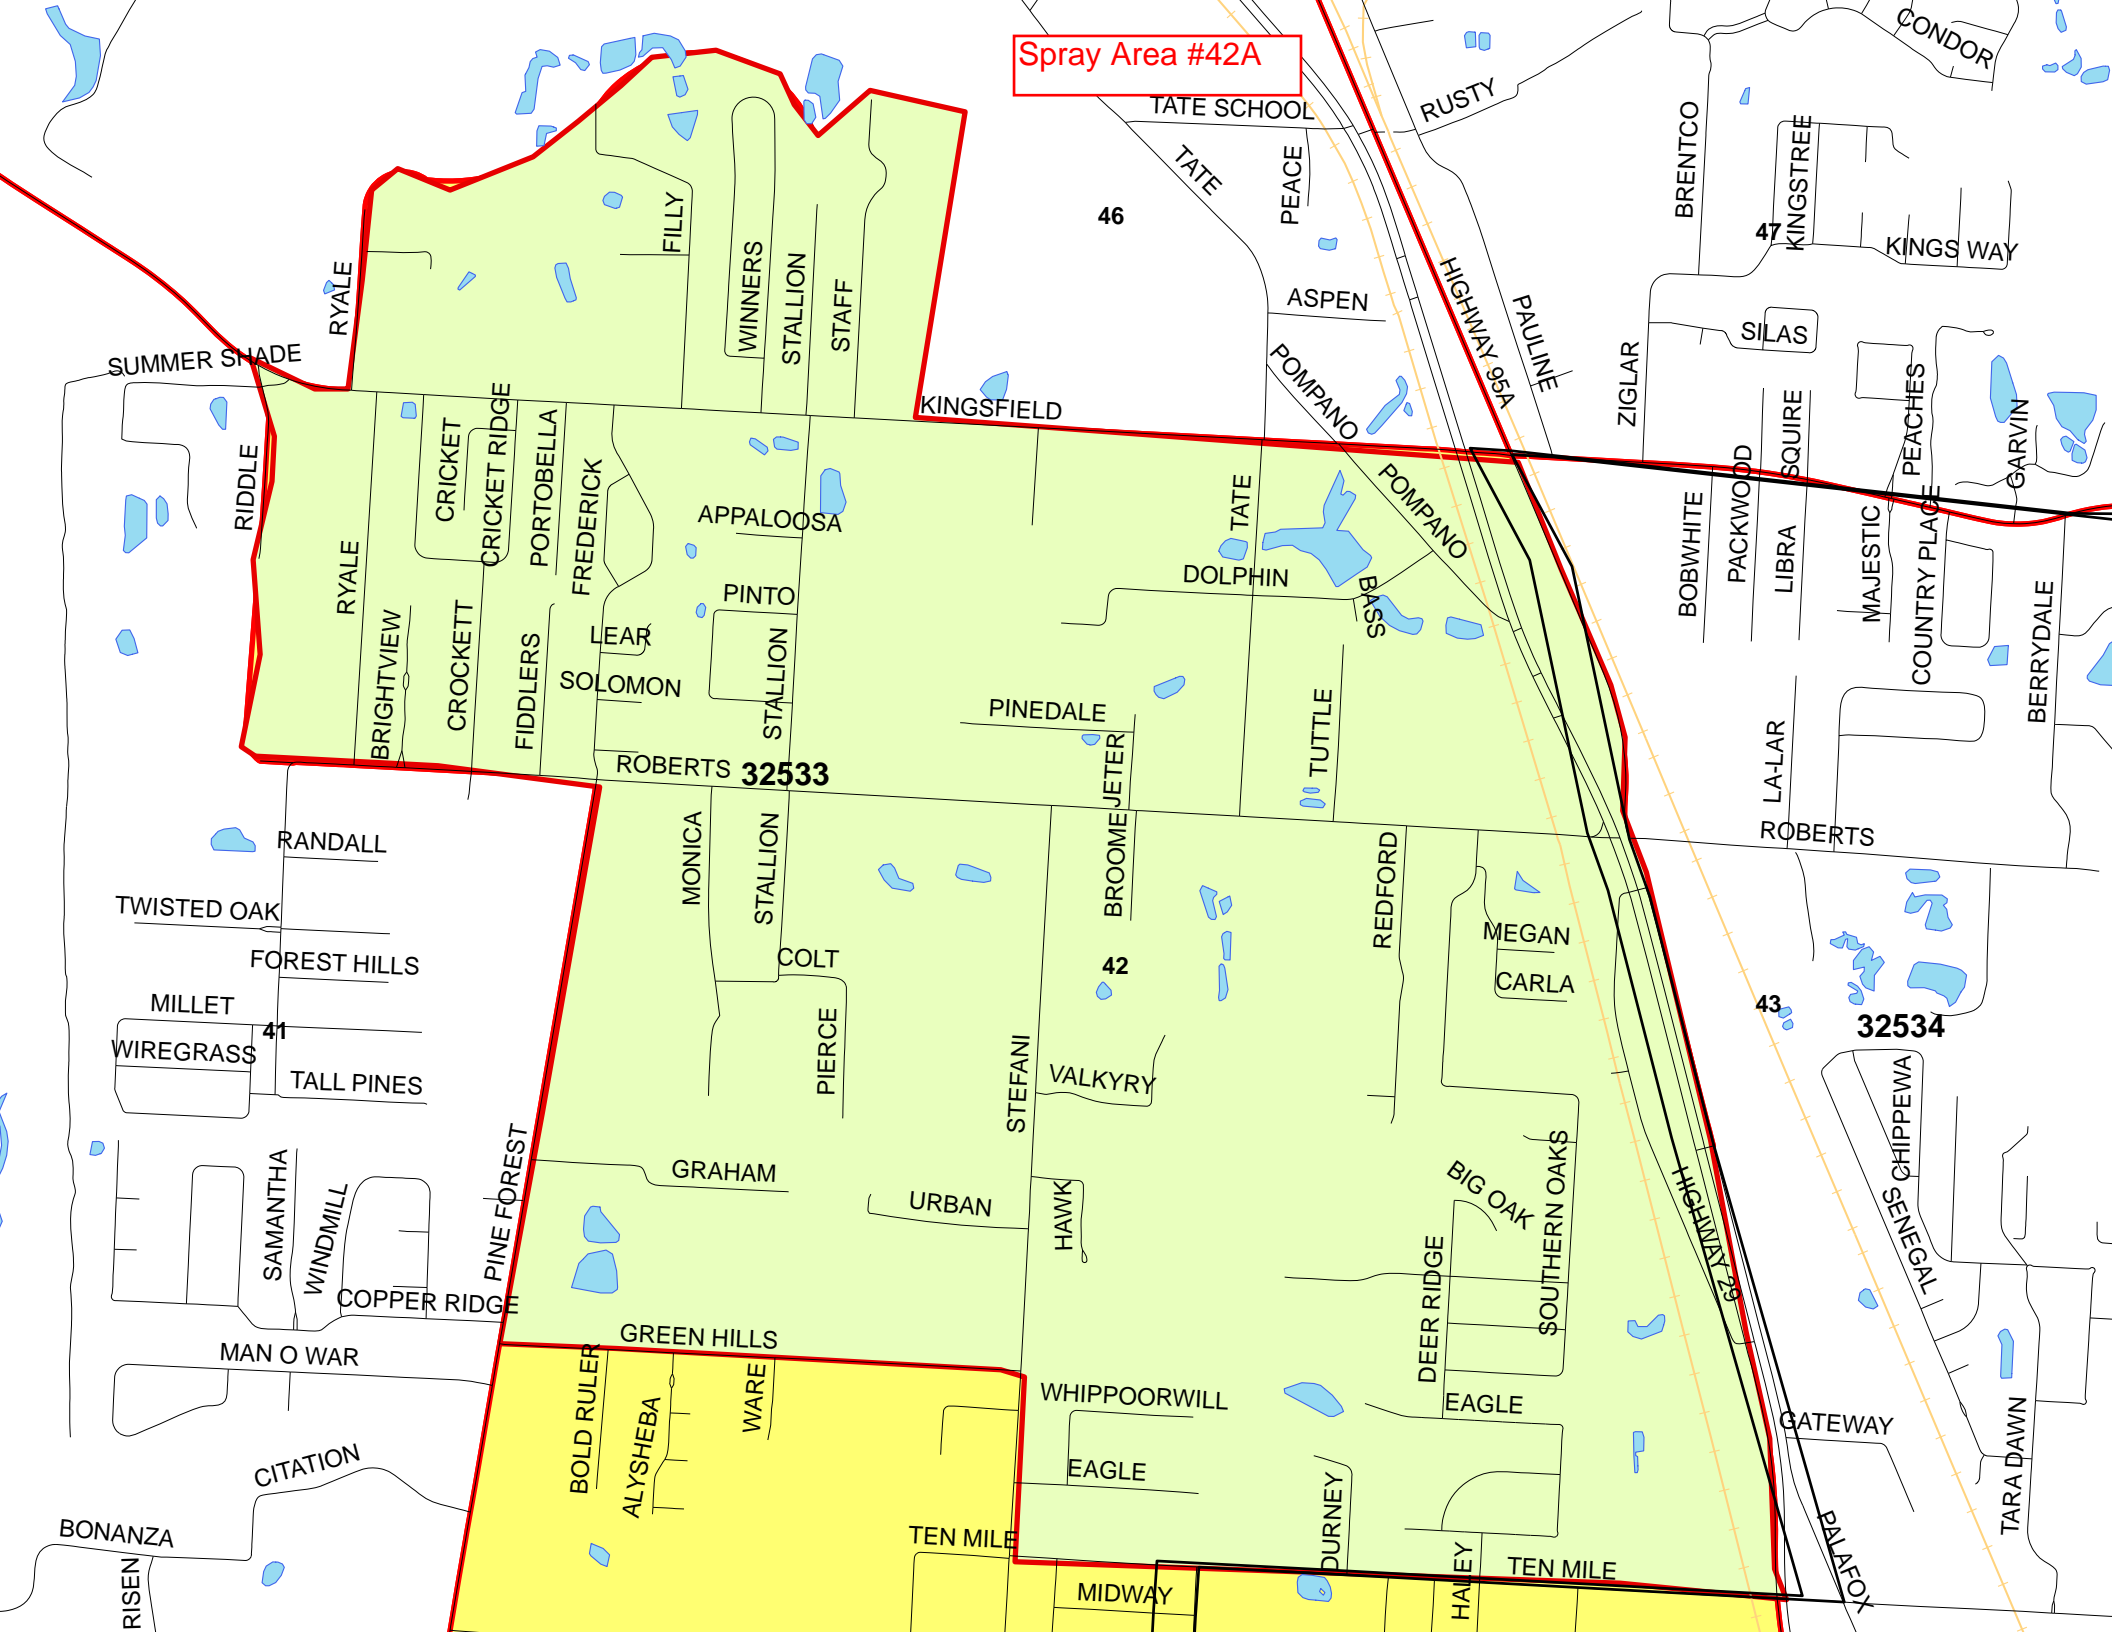 CONDOR
Spray Area #42A
TATE SCHOOL
RUSTY
TATE
PEACE
BRENTCO
KINGSTREE
46
47
KINGS WAY
FILLY
WINNERS
STALLION
STAFF
RYALE
HIGHWAY 95A
PAULINE
ASPEN
SILAS
SUMMER SHADE
POMPANO
ZIGLAR
PEACHES
SQUIRE
GARVIN
KINGSFIELD
CRICKET
CRICKET RIDGE
PORTOBELLA
FREDERICK
RIDDLE
APPALOOSA
TATE
POMPANO
BOBWHITE
PACKWOOD
LIBRA
MAJESTIC
COUNTRY PLACE
RYALE
PINTO
DOLPHIN
BASS
BERRYDALE
BRIGHTVIEW
CROCKETT
FIDDLERS
LEAR
SOLOMON
STALLION
PINEDALE
JETER
TUTTLE
LA-LAR
ROBERTS
32533
ROBERTS
RANDALL
MONICA
STALLION
BROOME
REDFORD
TWISTED OAK
MEGAN
FOREST HILLS
COLT
42
CARLA
MILLET
41
43
32534
WIREGRASS
PIERCE
STEFANI
TALL PINES
VALKYRY
CHIPPEWA
PINE FOREST
SAMANTHA
WINDMILL
GRAHAM
URBAN
HAWK
BIG OAK
SOUTHERN OAKS
HIGHWAY 29
SENEGAL
COPPER RIDGE
DEER RIDGE
GREEN HILLS
MAN O WAR
BOLD RULER
ALYSHEBA
WARE
WHIPPOORWILL
EAGLE
GATEWAY
CITATION
EAGLE
DURNEY
TARA DAWN
BONANZA
TEN MILE
TEN MILE
PALAFOX
RISEN
MIDWAY
HALEY